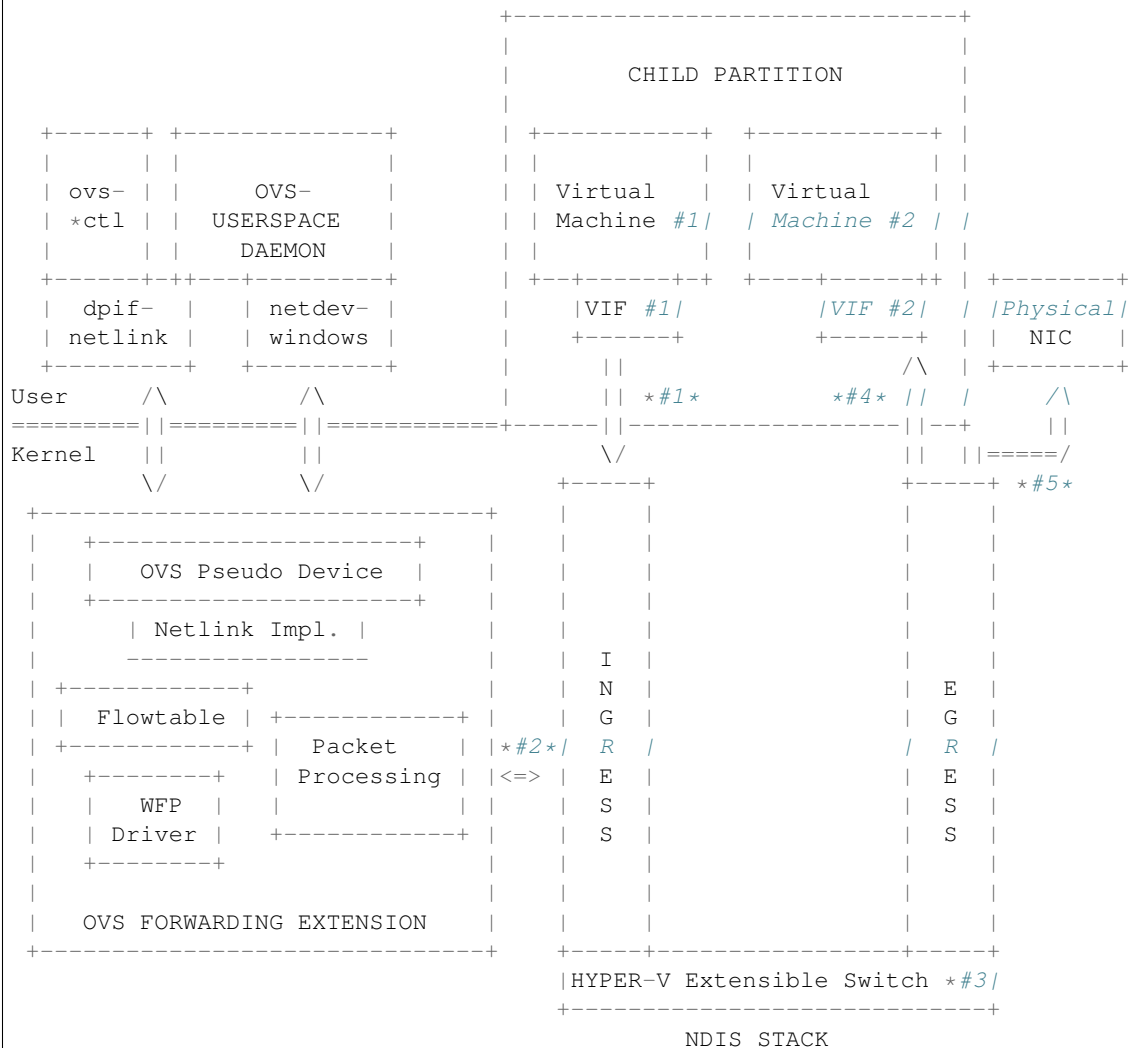 CHILD PARTITION
ovs- OVS- Virtual Virtual
*ctl USERSPACE Machine #1 Machine #2
DAEMON
dpif- netdev- VIF #1 VIF #2 Physical
netlink windows NIC
User *#1* *#4*
Kernel
*#5*
OVS Pseudo Device
Netlink Impl.
I
N E
Flowtable G G
Packet *#2* R R
Processing <=> E E
WFP S S
Driver S S
OVS FORWARDING EXTENSION
HYPER-V Extensible Switch *#3
NDIS STACK